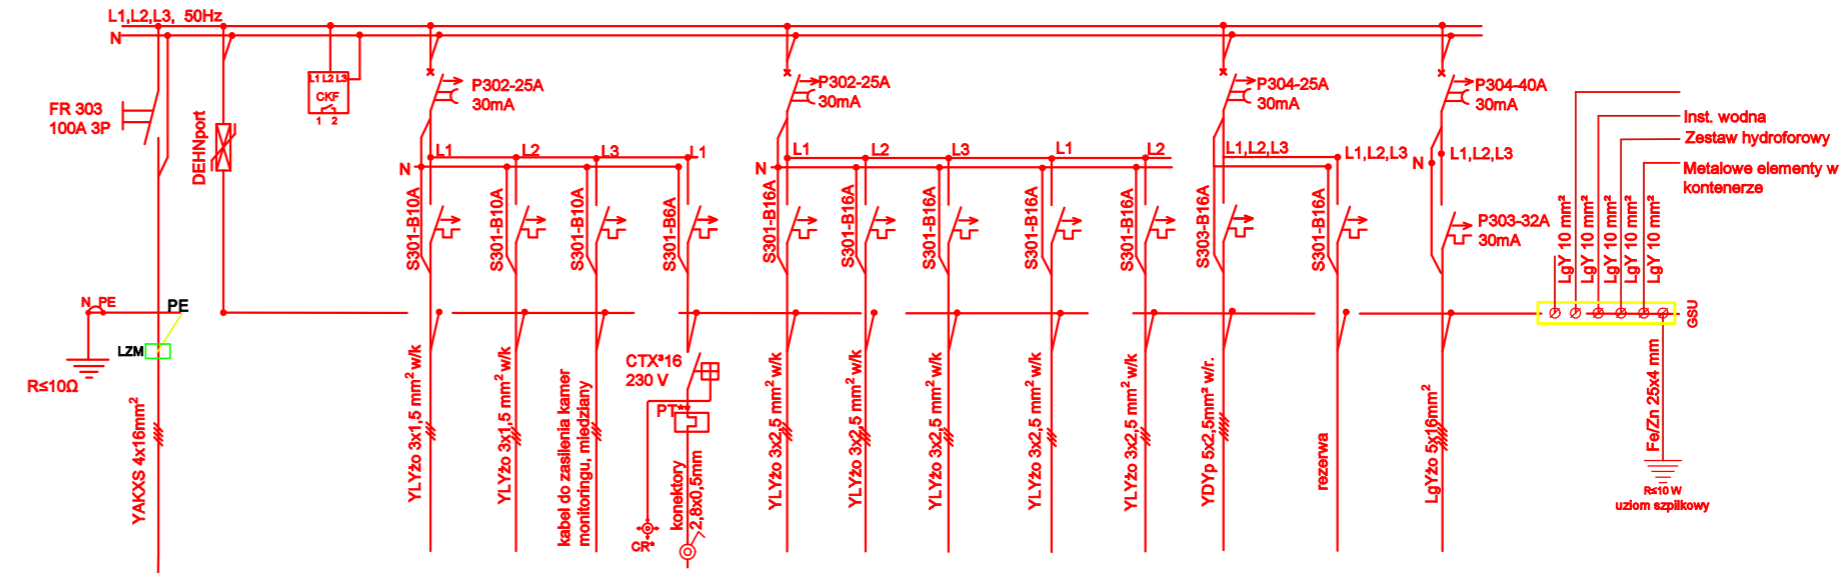 L1,L2,L3, 50Hz
N
FR 303
100A 3P
DEHNport
L1 L2 L3
CKF
1 2
P302-25A
30mA
P302-25A
30mA
P304-25A
30mA
P304-40A
30mA
Inst. wodna
Zestaw hydroforowy
Metalowe elementy w
kontenerze
N
L1
L2
L3
L1
N
L1
L2
L3
L1
L2
L1,L2,L3
L1,L2,L3
N
L1,L2,L3
S301-B10A
S301-B10A
S301-B10A
S301-B6A
S301-B16A
S301-B16A
S301-B16A
S301-B16A
S301-B16A
S303-B16A
S301-B16A
P303-32A
30mA
LgY 10 mm²
LgY 10 mm²
LgY 10 mm²
LgY 10 mm²
LgY 10 mm²
N PE
PE
LZM
R≤10Ω
GSU
YAKXS 4x16mm²
YLYżo 3x1,5 mm² w/k
YLYżo 3x1,5 mm² w/k
kabel do zasilenia kamer
monitoringu, miedziany
CTX³16
230 V
PT**
CR*
konektory
2,8x0,5mm
YLYżo 3x2,5 mm² w/k
YLYżo 3x2,5 mm² w/k
YLYżo 3x2,5 mm² w/k
YLYżo 3x2,5 mm² w/k
YLYżo 3x2,5 mm² w/k
YDYp 5x2,5mm² w/r.
rezerwa
LgYżo 5x16mm²
Fe/Zn 25x4 mm
R≤10 W
uziom szpilkowy